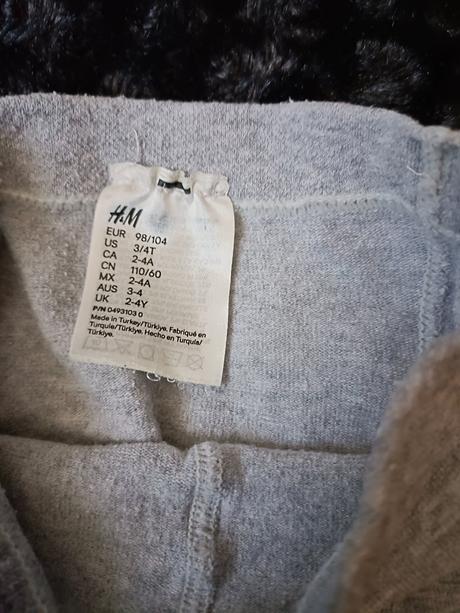 H&M
EUR 98/104
US 3/4T
CA 2-4A
CN 110/60
MX 2-4A
AUS 3-4
UK 2-4Y
P/N 0493103 0
Made in Turkey/Türkiye. Fabriqué en
Turquie/Türkiye. Hecho en Turquía/
Türkiye.